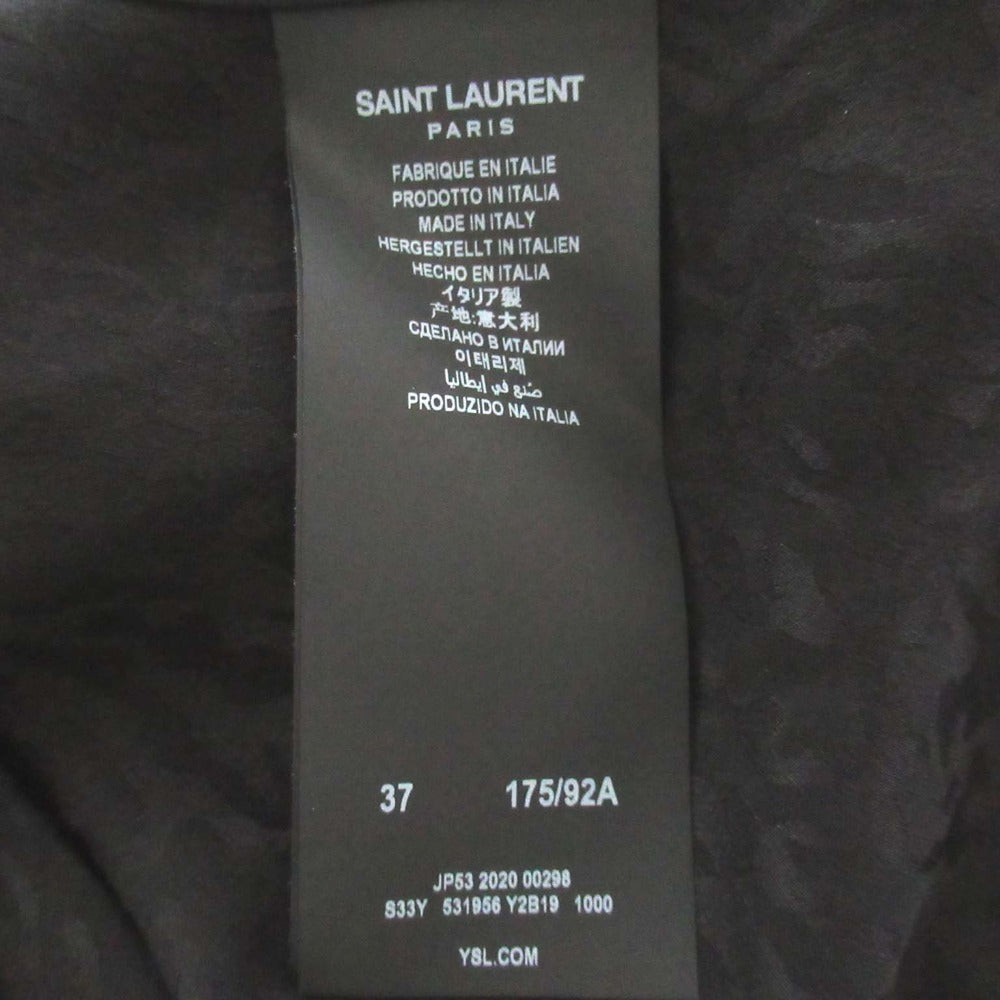 SAINT LAURENT
PARIS
FABRIQUE EN ITALIE
PRODOTTO IN ITALIA
MADE IN ITALY
HERGESTELLT IN ITALIEN
HECHO EN ITALIA
イタリア製
产地:意大利
СДЕЛАНО В ИТАЛИИ
이태리제
صنع في إيطاليا
PRODUZIDO NA ITALIA
37 175/92A
JP53 2020 00298
S33Y 531956 Y2B19 1000
YSL.COM